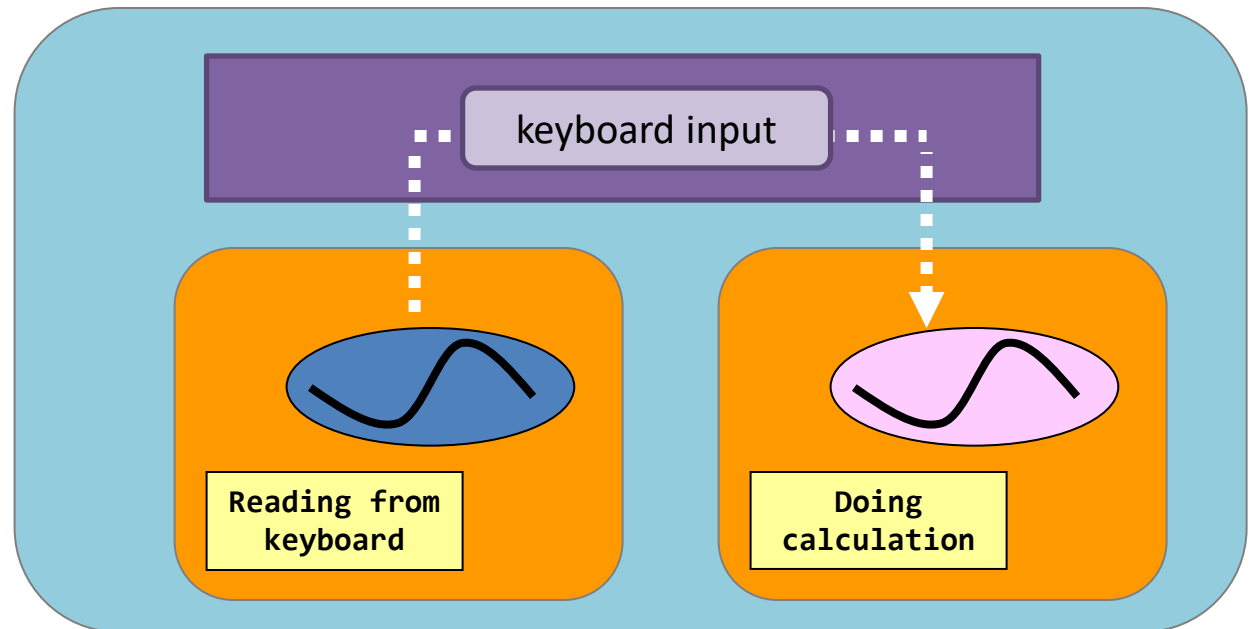 keyboard input
Reading from
keyboard
Doing
calculation